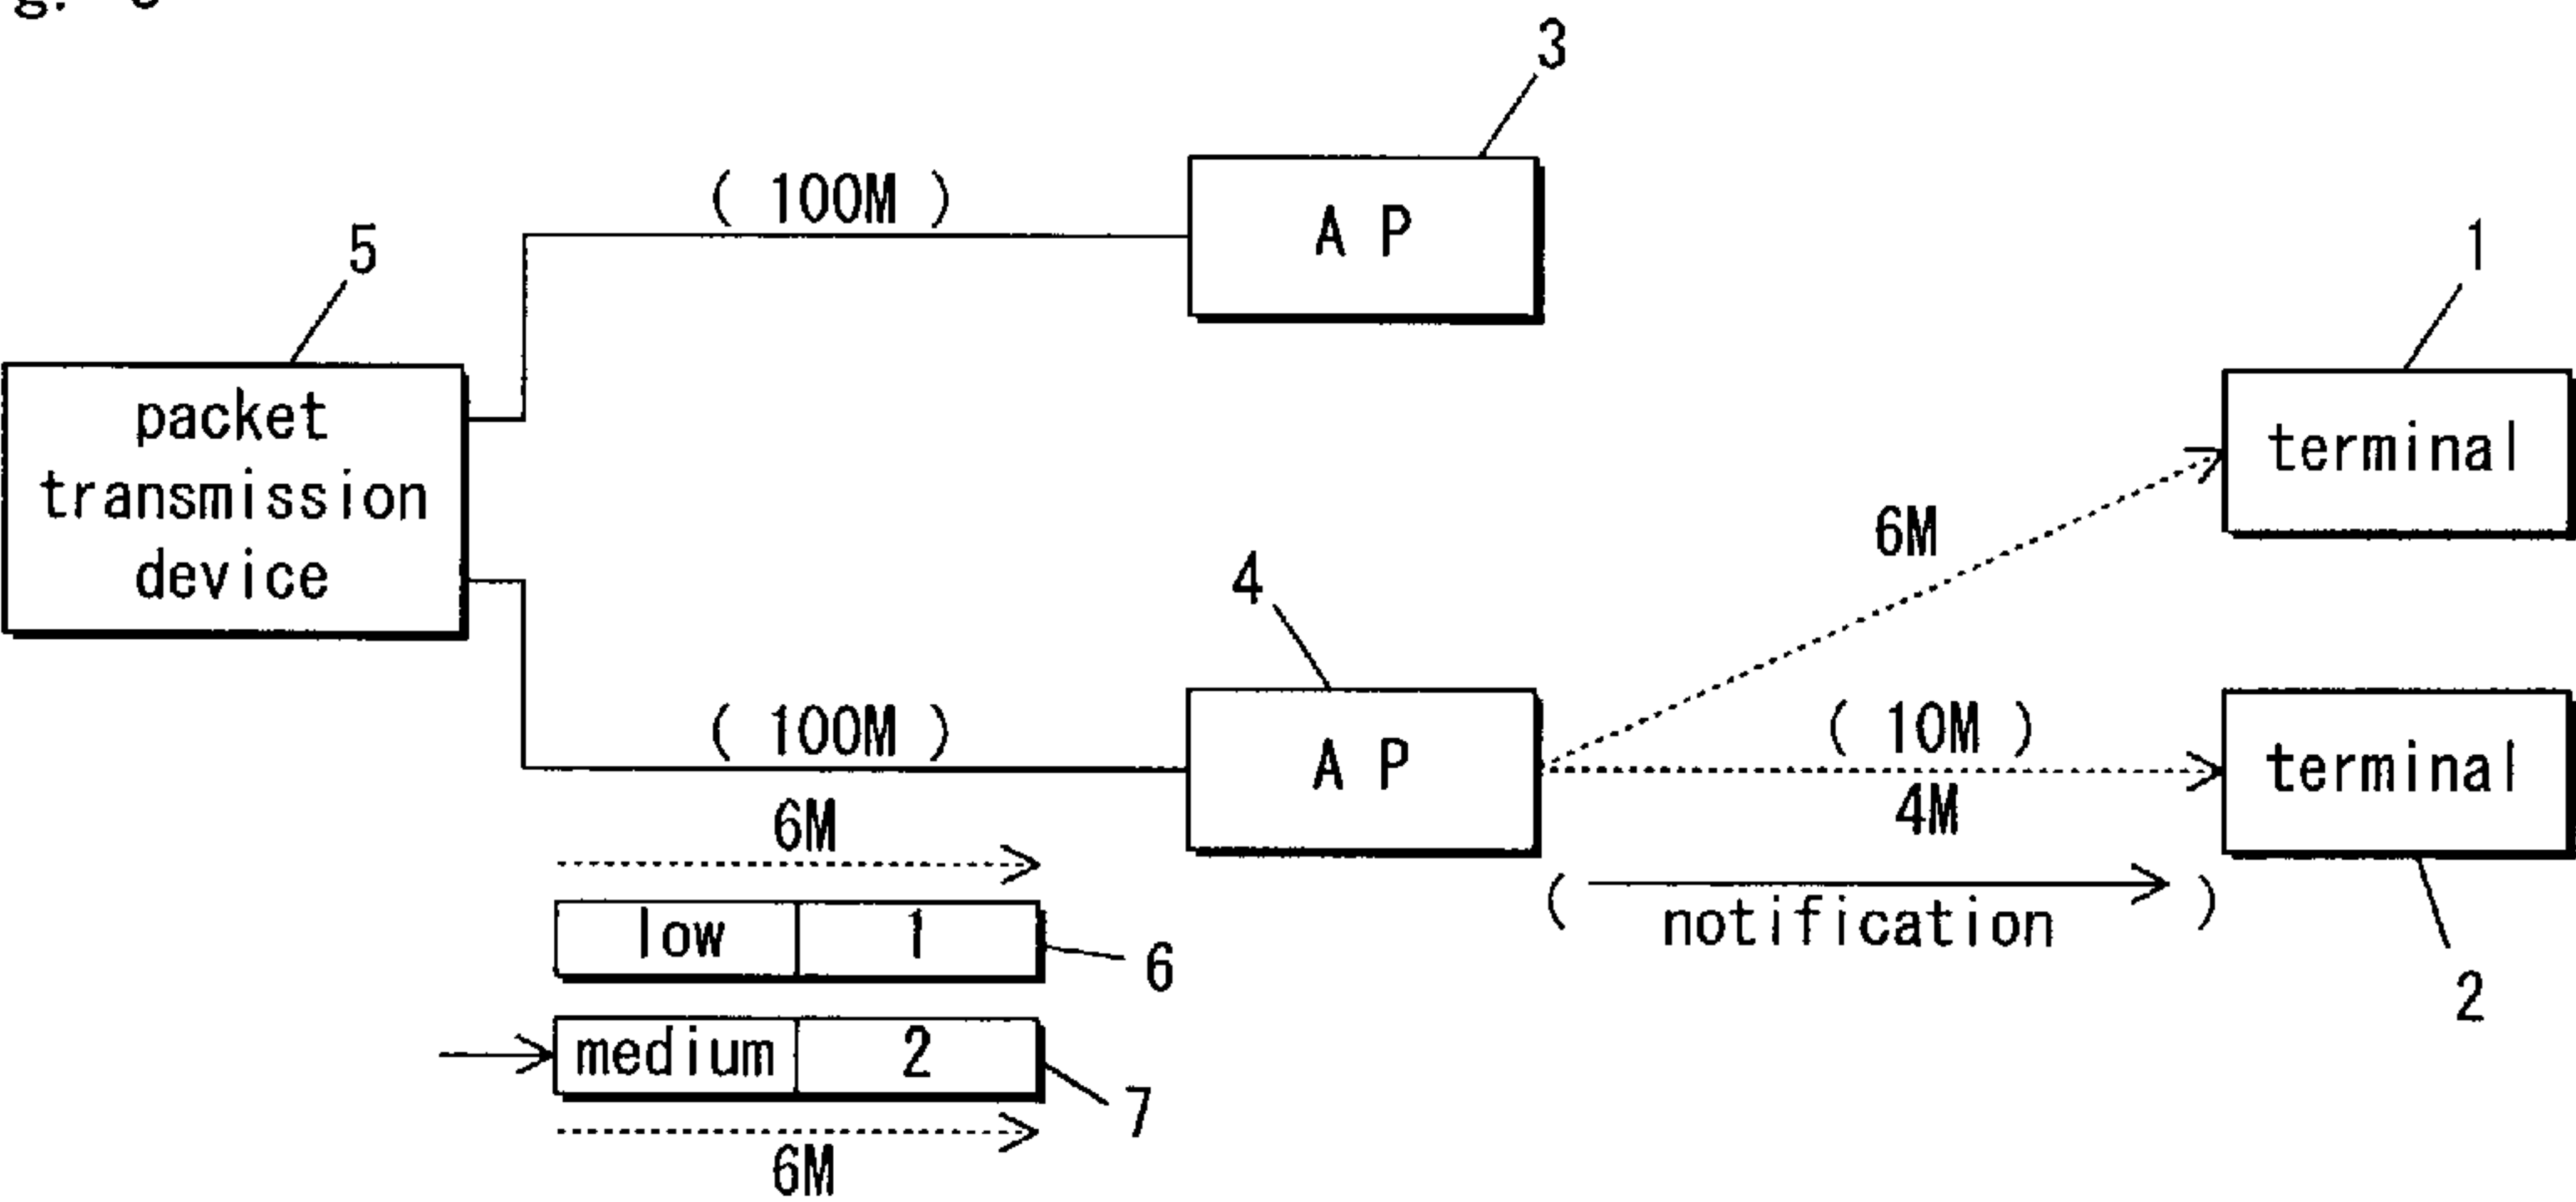 3
( 100M )
A P
5
1
packet
transmission
device
terminal
6M
4
( 100M )
A P
( 10M )
terminal
4M
6M
( notification )
low 1
6
2
medium 2
7
6M